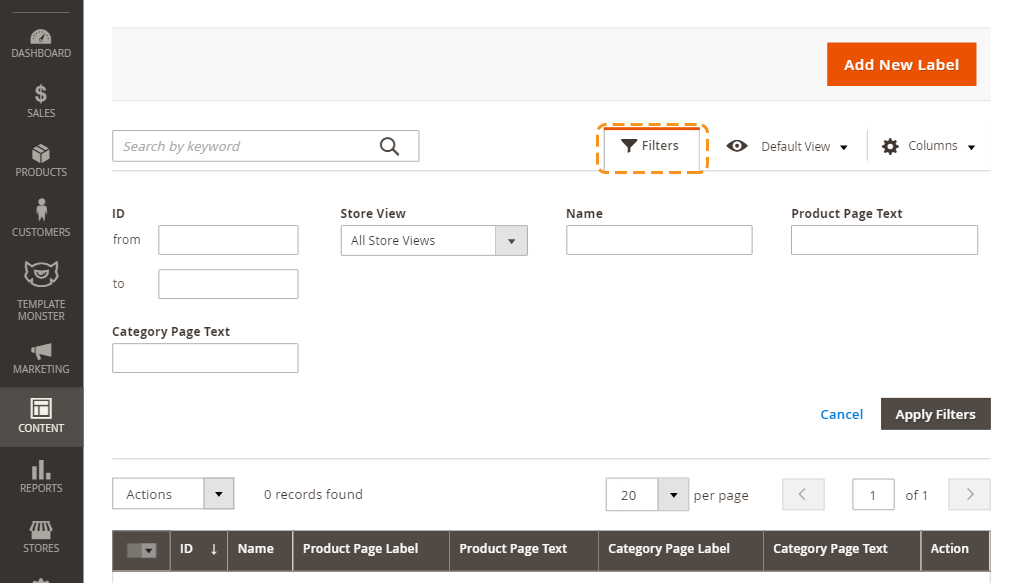 DASHBOARD
SALES
PRODUCTS
CUSTOMERS
TEMPLATE
MONSTER
MARKETING
CONTENT
REPORTS
STORES
Add New Label
Search by keyword
Filters
Default View
Columns
ID
from
to
Store View
All Store Views
Name
Product Page Text
Category Page Text
Cancel
Apply Filters
Actions
0 records found
20
per page
1
of 1
ID ↓ Name Product Page Label Product Page Text Category Page Label Category Page Text Action